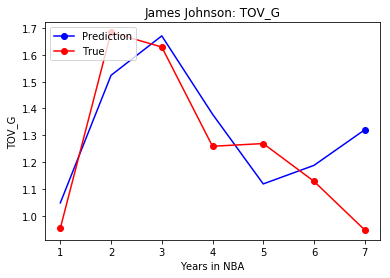 James Johnson: TOV_G
Prediction
True
1.7
1.6
1.5
1.4
1.3
1.2
1.1
1.0
TOV_G
1 2 3 4 5 6 7
Years in NBA